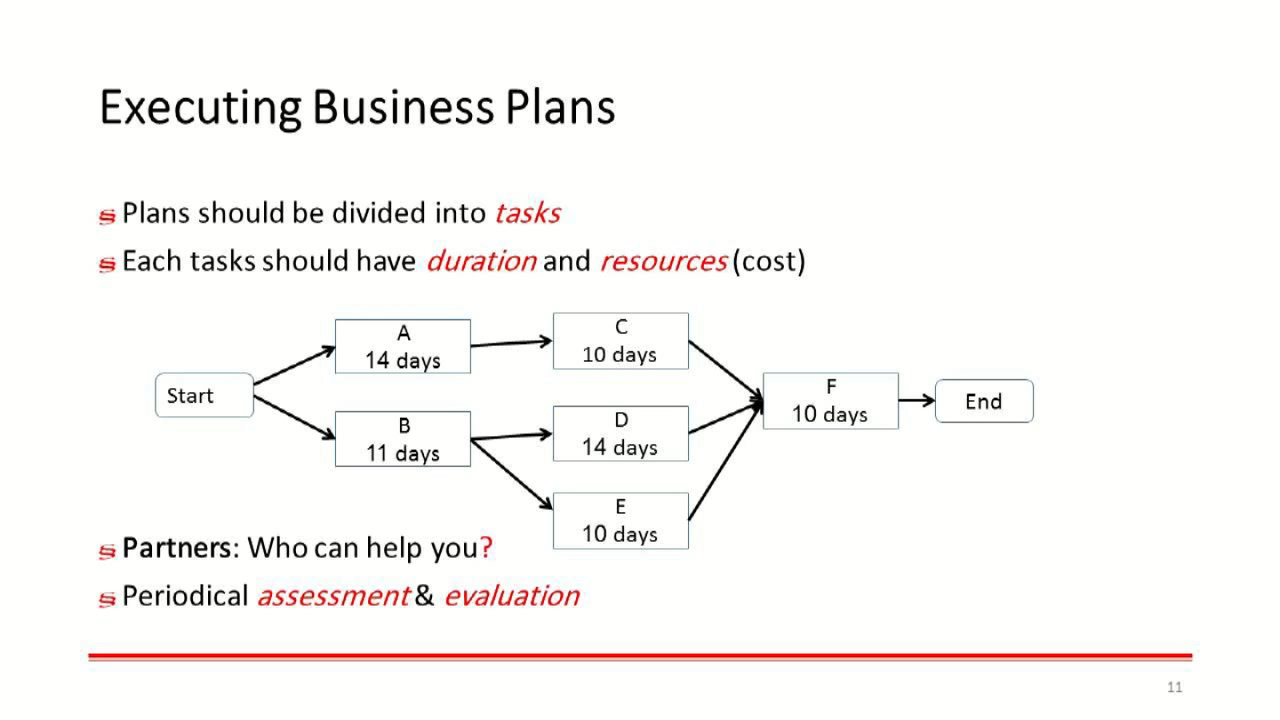 Executing Business Plans
Plans should be divided into tasks
Each tasks should have duration and resources (cost)
A
14 days
C
10 days
Start
B
11 days
D
14 days
F
10 days
End
E
10 days
Partners: Who can help you?
Periodical assessment & evaluation
11